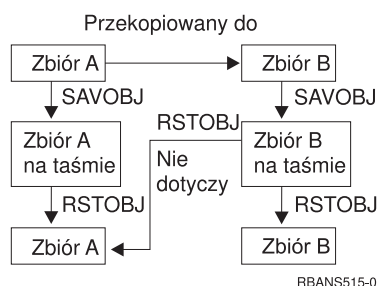 Przekopiowany do
Zbiór A
Zbiór B
SAVOBJ
SAVOBJ
Zbiór A
na taśmie
RSTOBJ
Zbiór B
na taśmie
Nie
dotyczy
RSTOBJ
RSTOBJ
Zbiór A
Zbiór B
RBANS515-0